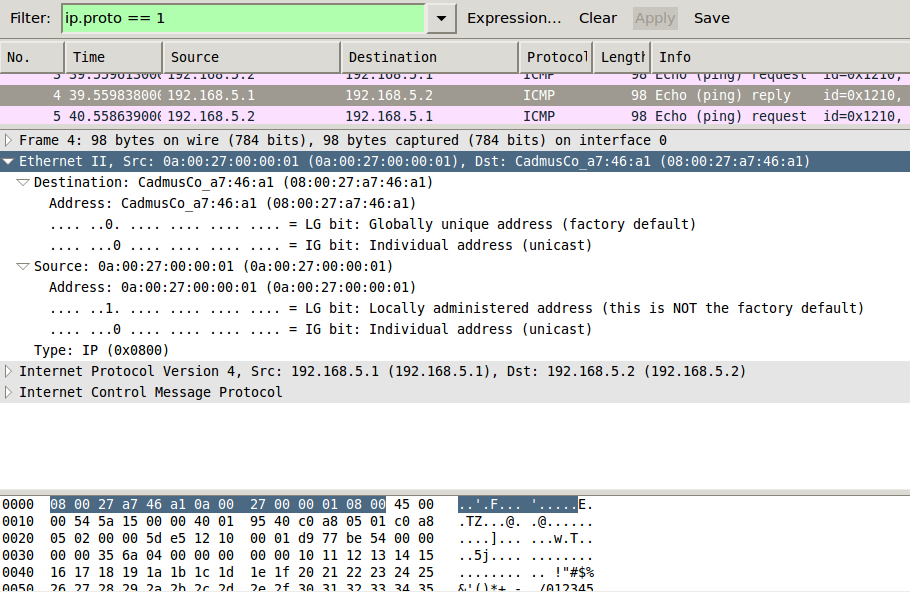 Filter: ip.proto == 1 Expression... Clear Apply Save
No. Time Source Destination Protocol Length Info
3 39.559613000 192.168.5.2 192.168.5.1 ICMP 98 Echo (ping) request id=0x1210,
4 39.559838000 192.168.5.1 192.168.5.2 ICMP 98 Echo (ping) reply id=0x1210,
5 40.558639000 192.168.5.2 192.168.5.1 ICMP 98 Echo (ping) request id=0x1210,
Frame 4: 98 bytes on wire (784 bits), 98 bytes captured (784 bits) on interface 0
Ethernet II, Src: 0a:00:27:00:00:01 (0a:00:27:00:00:01), Dst: CadmusCo_a7:46:a1 (08:00:27:a7:46:a1)
Destination: CadmusCo_a7:46:a1 (08:00:27:a7:46:a1)
Address: CadmusCo_a7:46:a1 (08:00:27:a7:46:a1)
.... ..0. .... .... .... .... = LG bit: Globally unique address (factory default)
.... ...0 .... .... .... .... = IG bit: Individual address (unicast)
Source: 0a:00:27:00:00:01 (0a:00:27:00:00:01)
Address: 0a:00:27:00:00:01 (0a:00:27:00:00:01)
.... ..1. .... .... .... .... = LG bit: Locally administered address (this is NOT the factory default)
.... ...0 .... .... .... .... = IG bit: Individual address (unicast)
Type: IP (0x0800)
Internet Protocol Version 4, Src: 192.168.5.1 (192.168.5.1), Dst: 192.168.5.2 (192.168.5.2)
Internet Control Message Protocol
0000 08 00 27 a7 46 a1 0a 00 27 00 00 01 08 00 45 00 ..'.F... '.....E.
0010 00 54 5a 15 00 00 40 01 95 40 c0 a8 05 01 c0 a8 .TZ...@. .@......
0020 05 02 00 00 5d e5 12 10 00 01 d9 77 be 54 00 00 ....]... ...w.T..
0030 00 00 35 6a 04 00 00 00 00 00 10 11 12 13 14 15 ..5j.... ........
0040 16 17 18 19 1a 1b 1c 1d 1e 1f 20 21 22 23 24 25 ........ .. !"#$%
0050 26 27 28 29 2a 2b 2c 2d 2e 2f 30 31 32 33 34 35 &'()*+,- ./012345